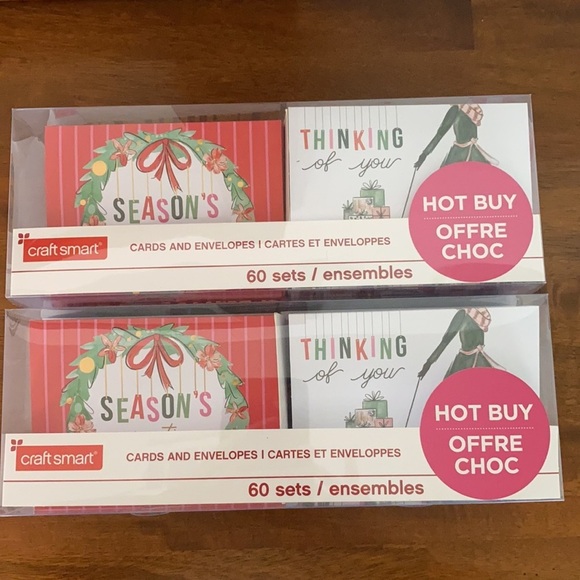 SEASON'S
THINKING
of you
HOT BUY
OFFRE
CHOC
craft smart®
CARDS AND ENVELOPES | CARTES ET ENVELOPPES
60 sets / ensembles
SEASON'S
THINKING
of you
HOT BUY
OFFRE
CHOC
craft smart®
CARDS AND ENVELOPES | CARTES ET ENVELOPPES
60 sets / ensembles